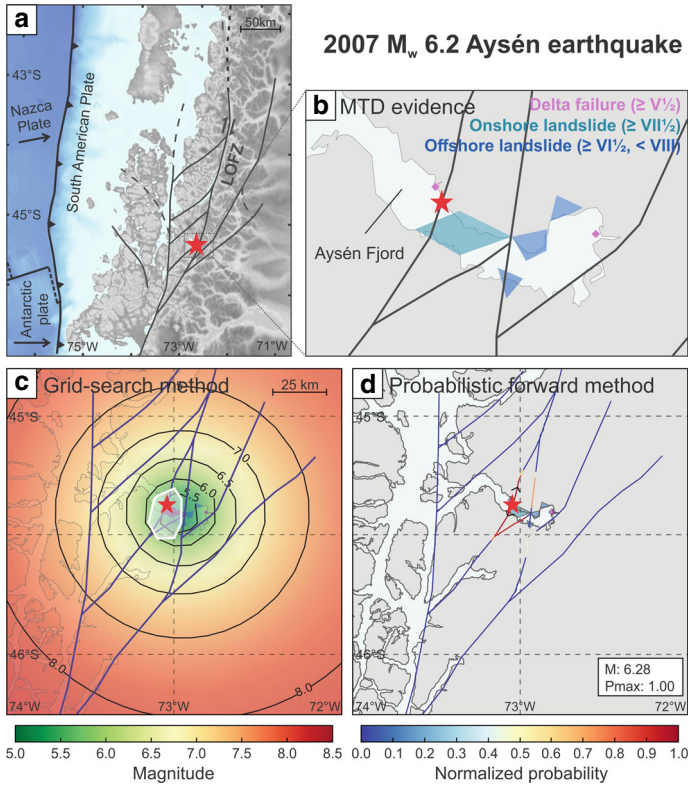 a
50km
2007 Mw 6.2 Aysén earthquake
43°S
Nazca
Plate
South American Plate
LOFZ
45°S
Antarctic
plate
75°W
73°W
71°W
b
MTD evidence
Delta failure (≥ V½)
Onshore landslide (≥ VII½)
Offshore landslide (≥ VI½, < VIII)
Aysén Fjord
c
Grid-search method
25 km
45°S
7.0
6.5
6.0
5.5
46°S
8.0
8.0
74°W
73°W
72°W
5.0 5.5 6.0 6.5 7.0 7.5 8.0 8.5
Magnitude
d
Probabilistic forward method
45°S
46°S
M: 6.28
Pmax: 1.00
74°W
73°W
72°W
0.0 0.1 0.2 0.3 0.4 0.5 0.6 0.7 0.8 0.9 1.0
Normalized probability